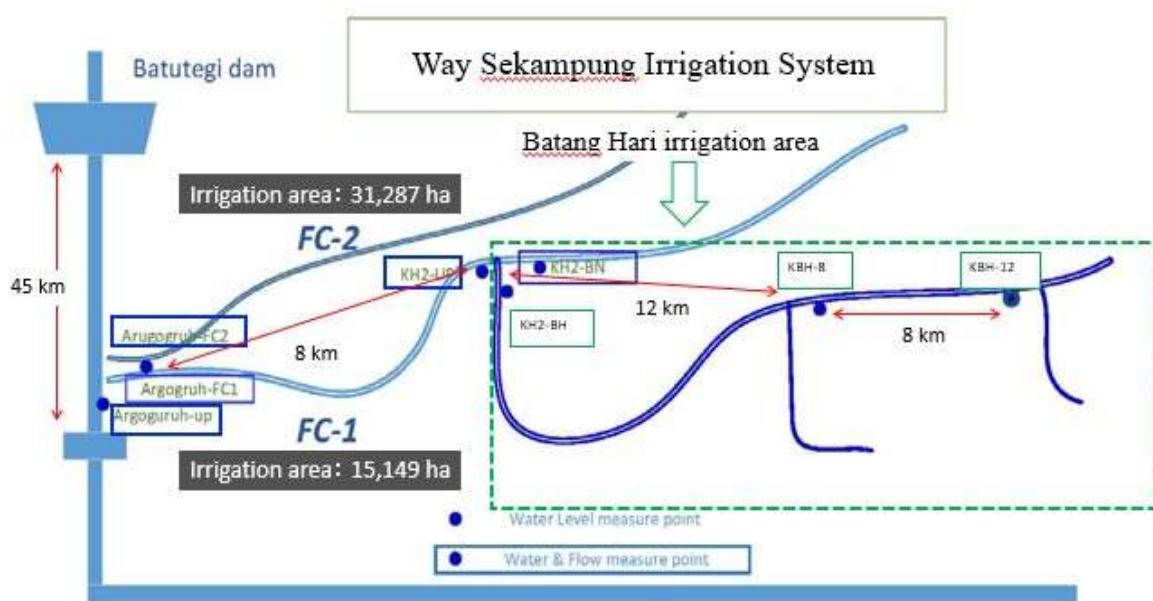 Way Sekampung Irrigation System
Batutegi dam
Batang Hari irrigation area
Irrigation area: 31,287 ha
FC-2
KH2-UP
KH2-BN
KBH-8
KBH-12
45 km
12 km
KH2-BH
8 km
Arugogruh-FC2
8 km
Argogruh-FC1
Argoguruh-up
FC-1
Irrigation area: 15,149 ha
Water Level measure point
Water & Flow measure point